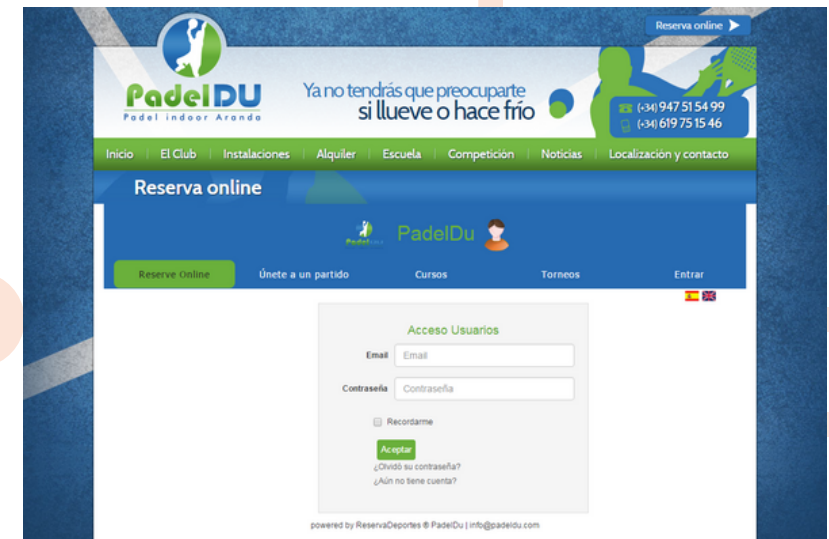 Reserva online
PadelDU
Padel indoor Aranda
Ya no tendrás que preocuparte
si llueve o hace frío
(+34) 947 51 54 99
(+34) 619 75 15 46
Inicio El Club Instalaciones Alquiler Escuela Competición Noticias Localización y contacto
Reserva online
PadelDu
Reserve Online Únete a un partido Cursos Torneos Entrar
Acceso Usuarios
Email Email
Contraseña Contraseña
Recordarme
Aceptar
¿Olvidó su contraseña?
¿Aún no tiene cuenta?
powered by ReservaDeportes ® PadelDu | info@padeldu.com